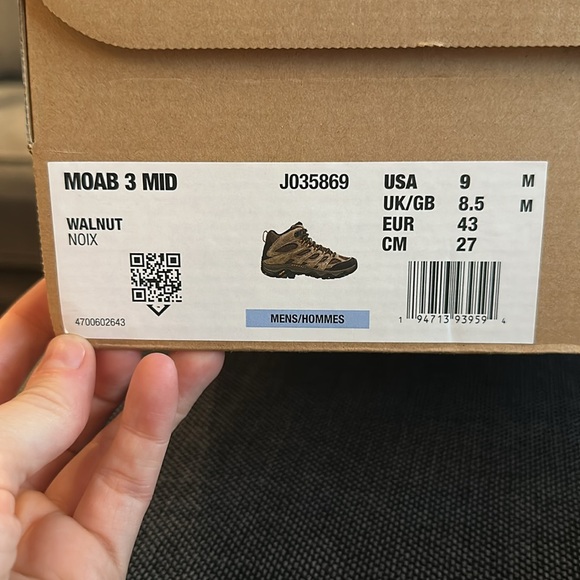 MOAB 3 MID
J035869
WALNUT
NOIX
4700602643
MENS/HOMMES
USA 9 M
UK/GB 8.5 M
EUR 43
CM 27
1 94713 93959 4